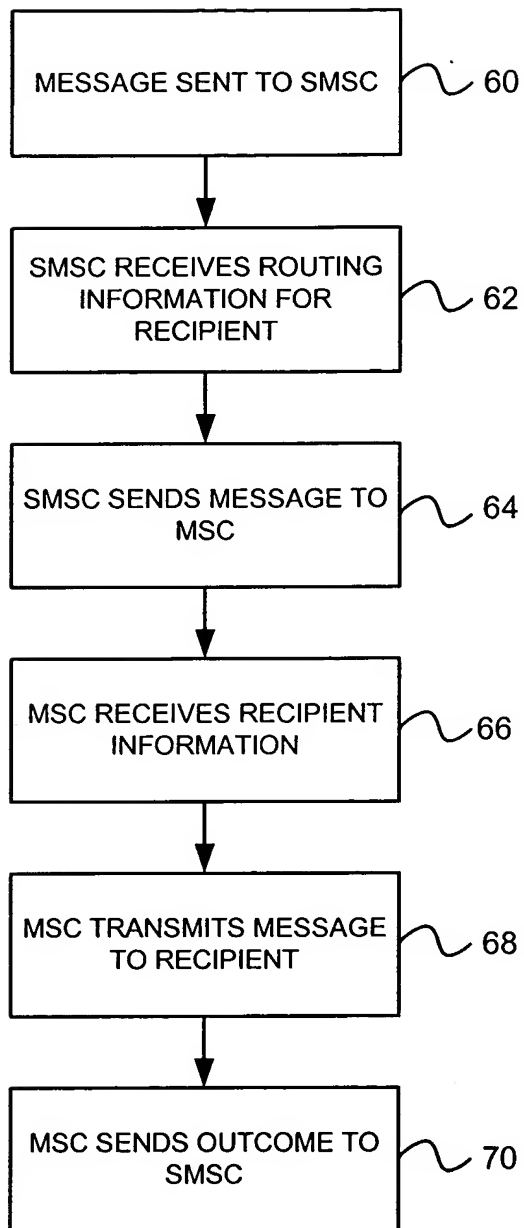 MESSAGE SENT TO SMSC
60
SMSC RECEIVES ROUTING
INFORMATION FOR
RECIPIENT
62
SMSC SENDS MESSAGE TO
MSC
64
MSC RECEIVES RECIPIENT
INFORMATION
66
MSC TRANSMITS MESSAGE
TO RECIPIENT
68
MSC SENDS OUTCOME TO
SMSC
70